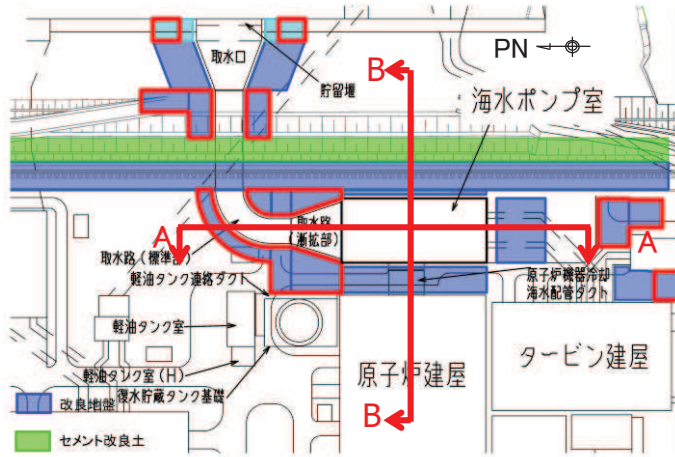 取水口
貯留堰
PN
B
海水ポンプ室
A
取水路
(漸拡部)
A
取水路(標準部)
軽油タンク連絡ダクト
原子炉機器冷却
海水配管ダクト
軽油タンク室
タービン建屋
軽油タンク室(H)
原子炉建屋
復水貯蔵タンク基礎
B
改良地盤
セメント改良土